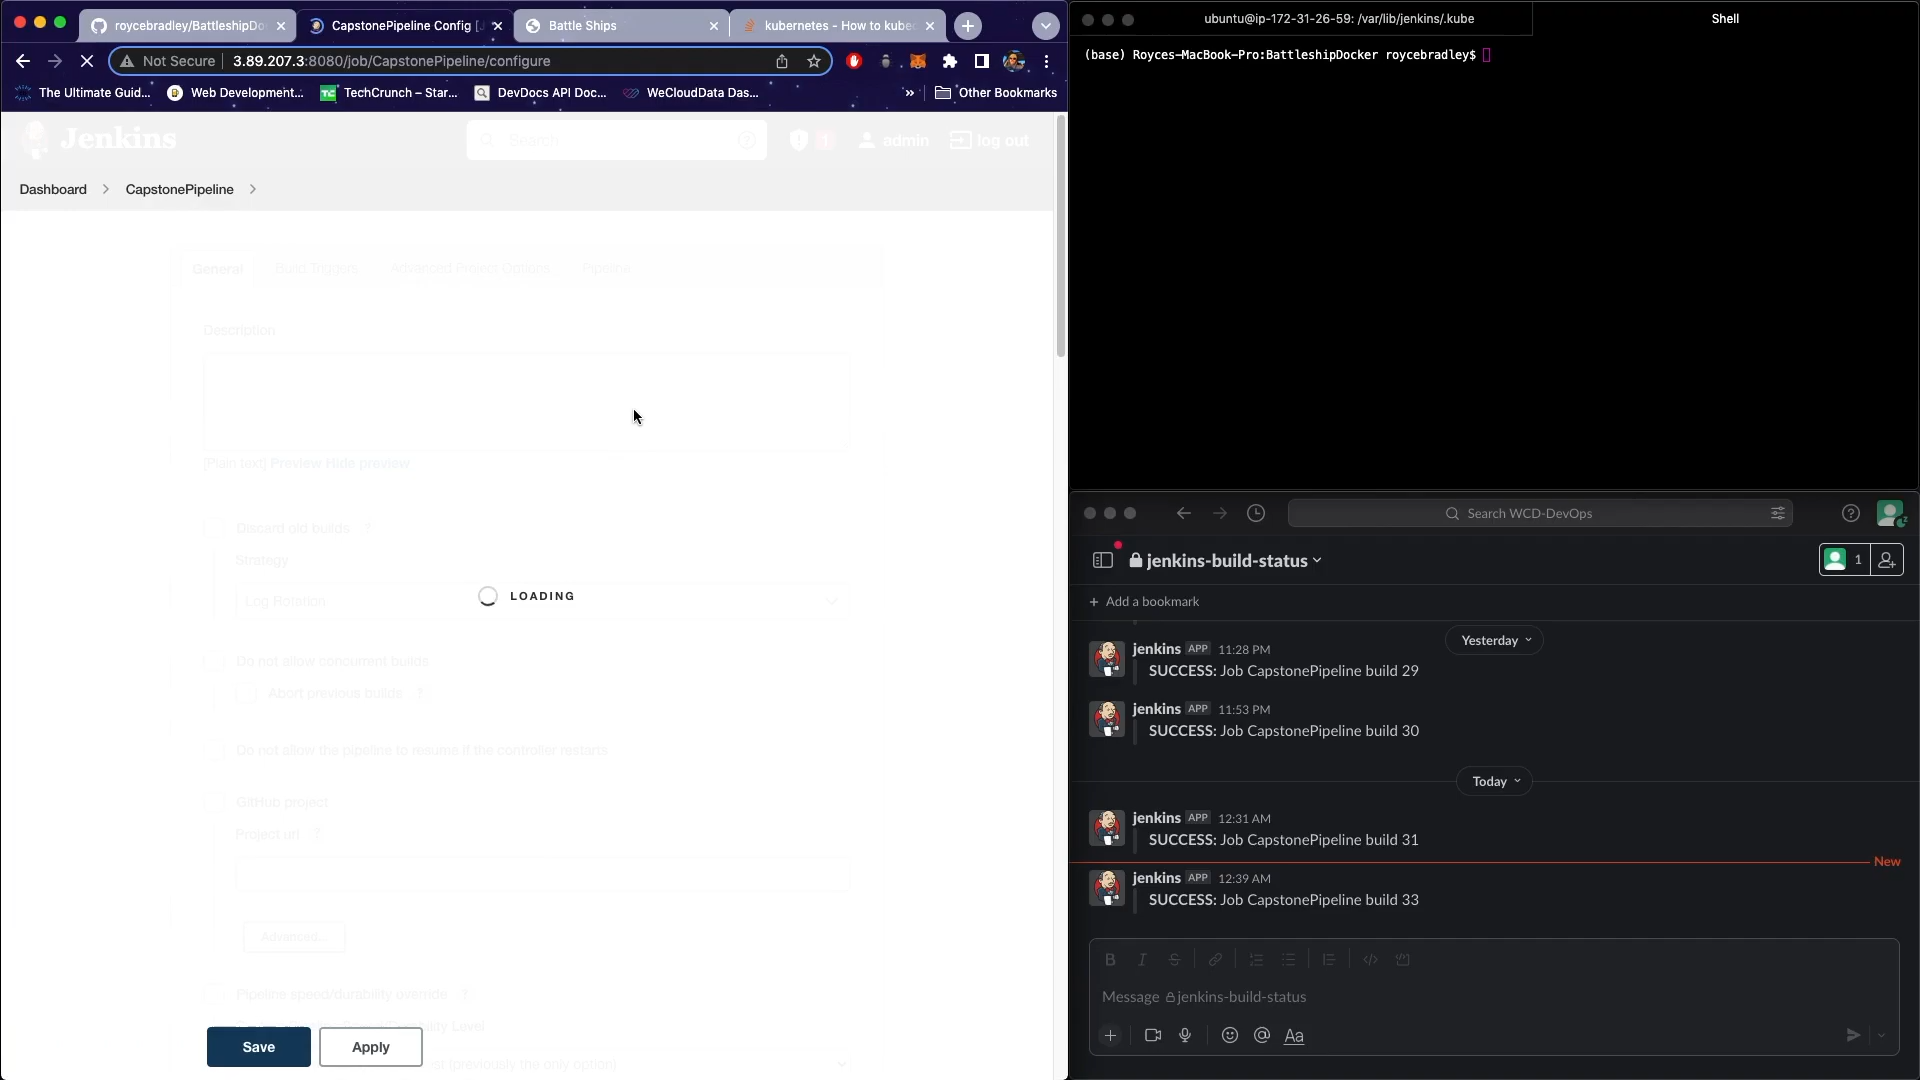 roycebradley/BattleshipDo
CapstonePipeline Config [J
Battle Ships
kubernetes - How to kubec
Not Secure
3.89.207.3:8080/job/CapstonePipeline/configure
The Ultimate Guid...
Web Development...
TechCrunch – Star...
DevDocs API Doc...
WeCloudData Das...
»
Other Bookmarks
Jenkins
Search
1
admin
log out
Dashboard
CapstonePipeline
General
Build Triggers
Advanced Project Options
Pipeline
Description
[Plain text] Preview Hide preview
Discard old builds ?
Strategy
Log Rotation
LOADING
Do not allow concurrent builds
Abort previous builds ?
Do not allow the pipeline to resume if the controller restarts
GitHub project
Project url ?
Advanced...
Pipeline speed/durability override ?
Save
Apply
(previously the only option)
ubuntu@ip-172-31-26-59: /var/lib/jenkins/.kube
Shell
(base) Royces-MacBook-Pro:BattleshipDocker roycebradley$
Search WCD-DevOps
jenkins-build-status
1
+ Add a bookmark
Yesterday
jenkins APP 11:28 PM
SUCCESS: Job CapstonePipeline build 29
jenkins APP 11:53 PM
SUCCESS: Job CapstonePipeline build 30
Today
jenkins APP 12:31 AM
SUCCESS: Job CapstonePipeline build 31
New
jenkins APP 12:39 AM
SUCCESS: Job CapstonePipeline build 33
B I S
Message jenkins-build-status
Aa